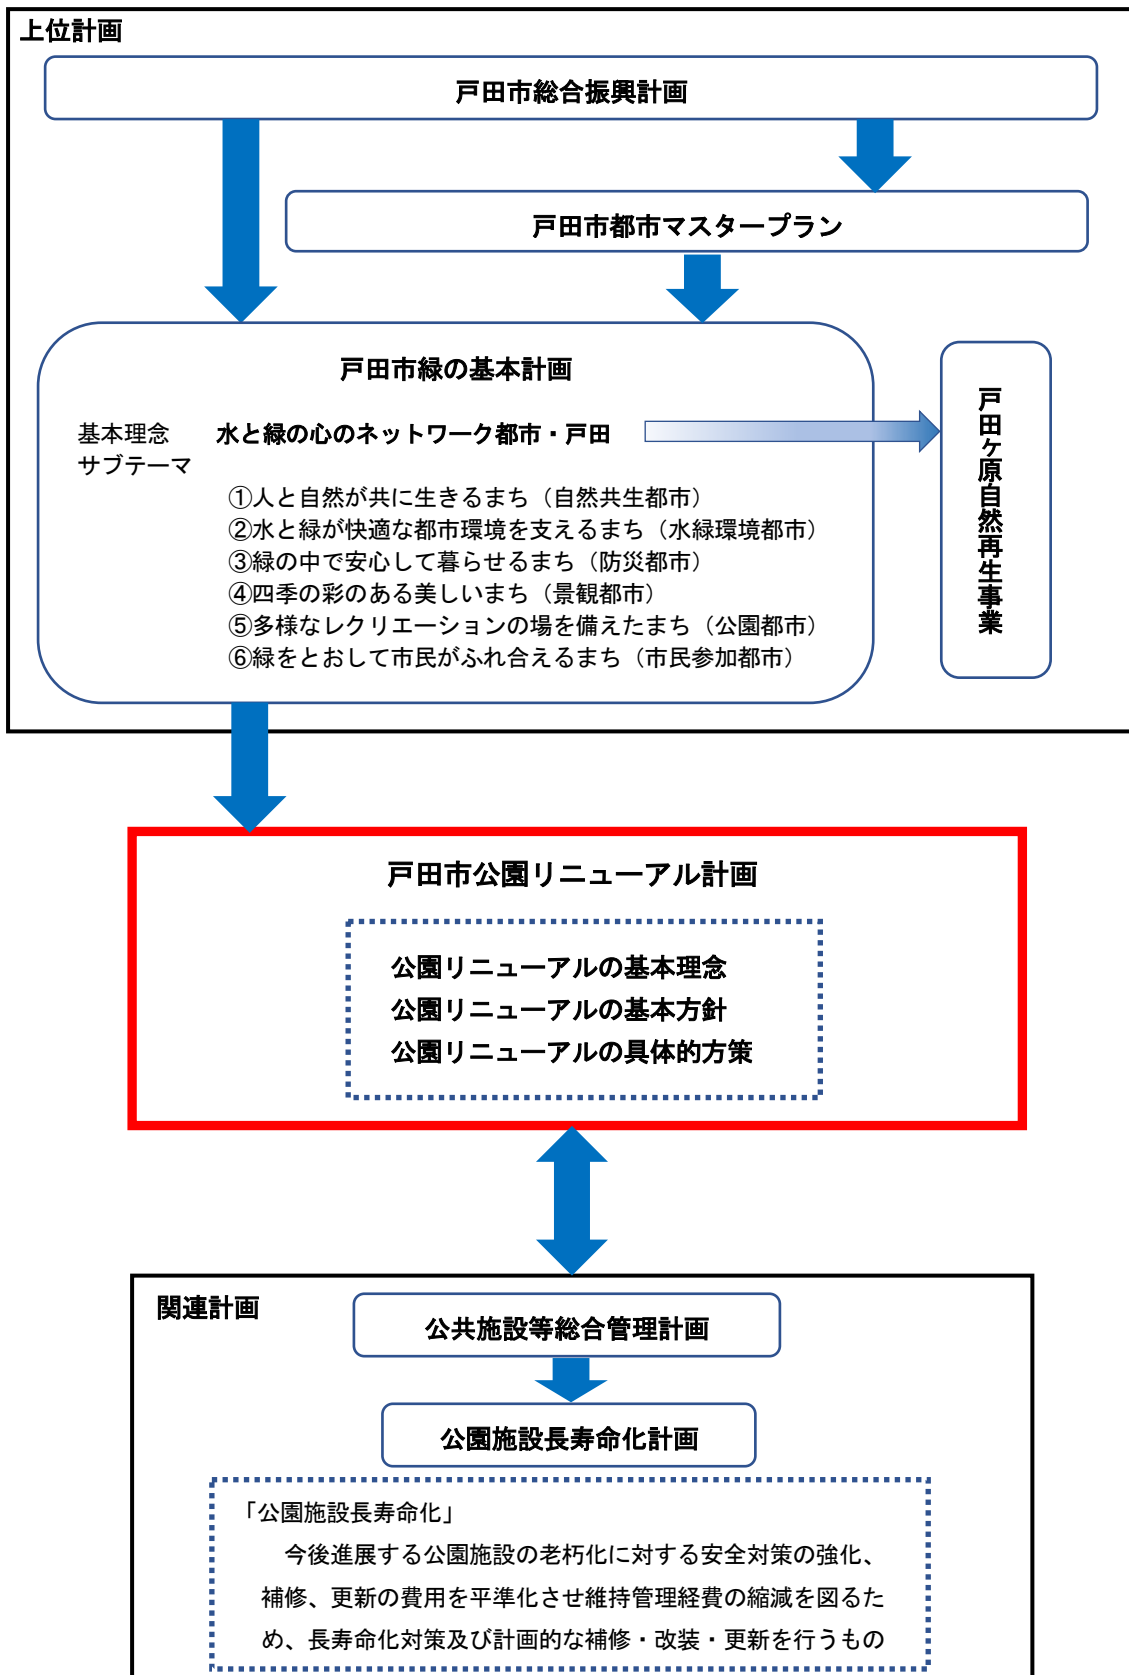 上位計画
戸田市総合振興計画
戸田市都市マスタープラン
戸田市緑の基本計画
基本理念 水と緑の心のネットワーク都市・戸田
サブテーマ
①人と自然が共に生きるまち（自然共生都市）
②水と緑が快適な都市環境を支えるまち（水緑環境都市）
③緑の中で安心して暮らせるまち（防災都市）
④四季の彩のある美しいまち（景観都市）
⑤多様なレクリエーションの場を備えたまち（公園都市）
⑥緑をとおして市民がふれ合えるまち（市民参加都市）
戸田ヶ原自然再生事業
戸田市公園リニューアル計画
公園リニューアルの基本理念
公園リニューアルの基本方針
公園リニューアルの具体的方策
関連計画
公共施設等総合管理計画
公園施設長寿命化計画
「公園施設長寿命化」
今後進展する公園施設の老朽化に対する安全対策の強化、
補修、更新の費用を平準化させ維持管理経費の縮減を図るた
め、長寿命化対策及び計画的な補修・改装・更新を行うもの